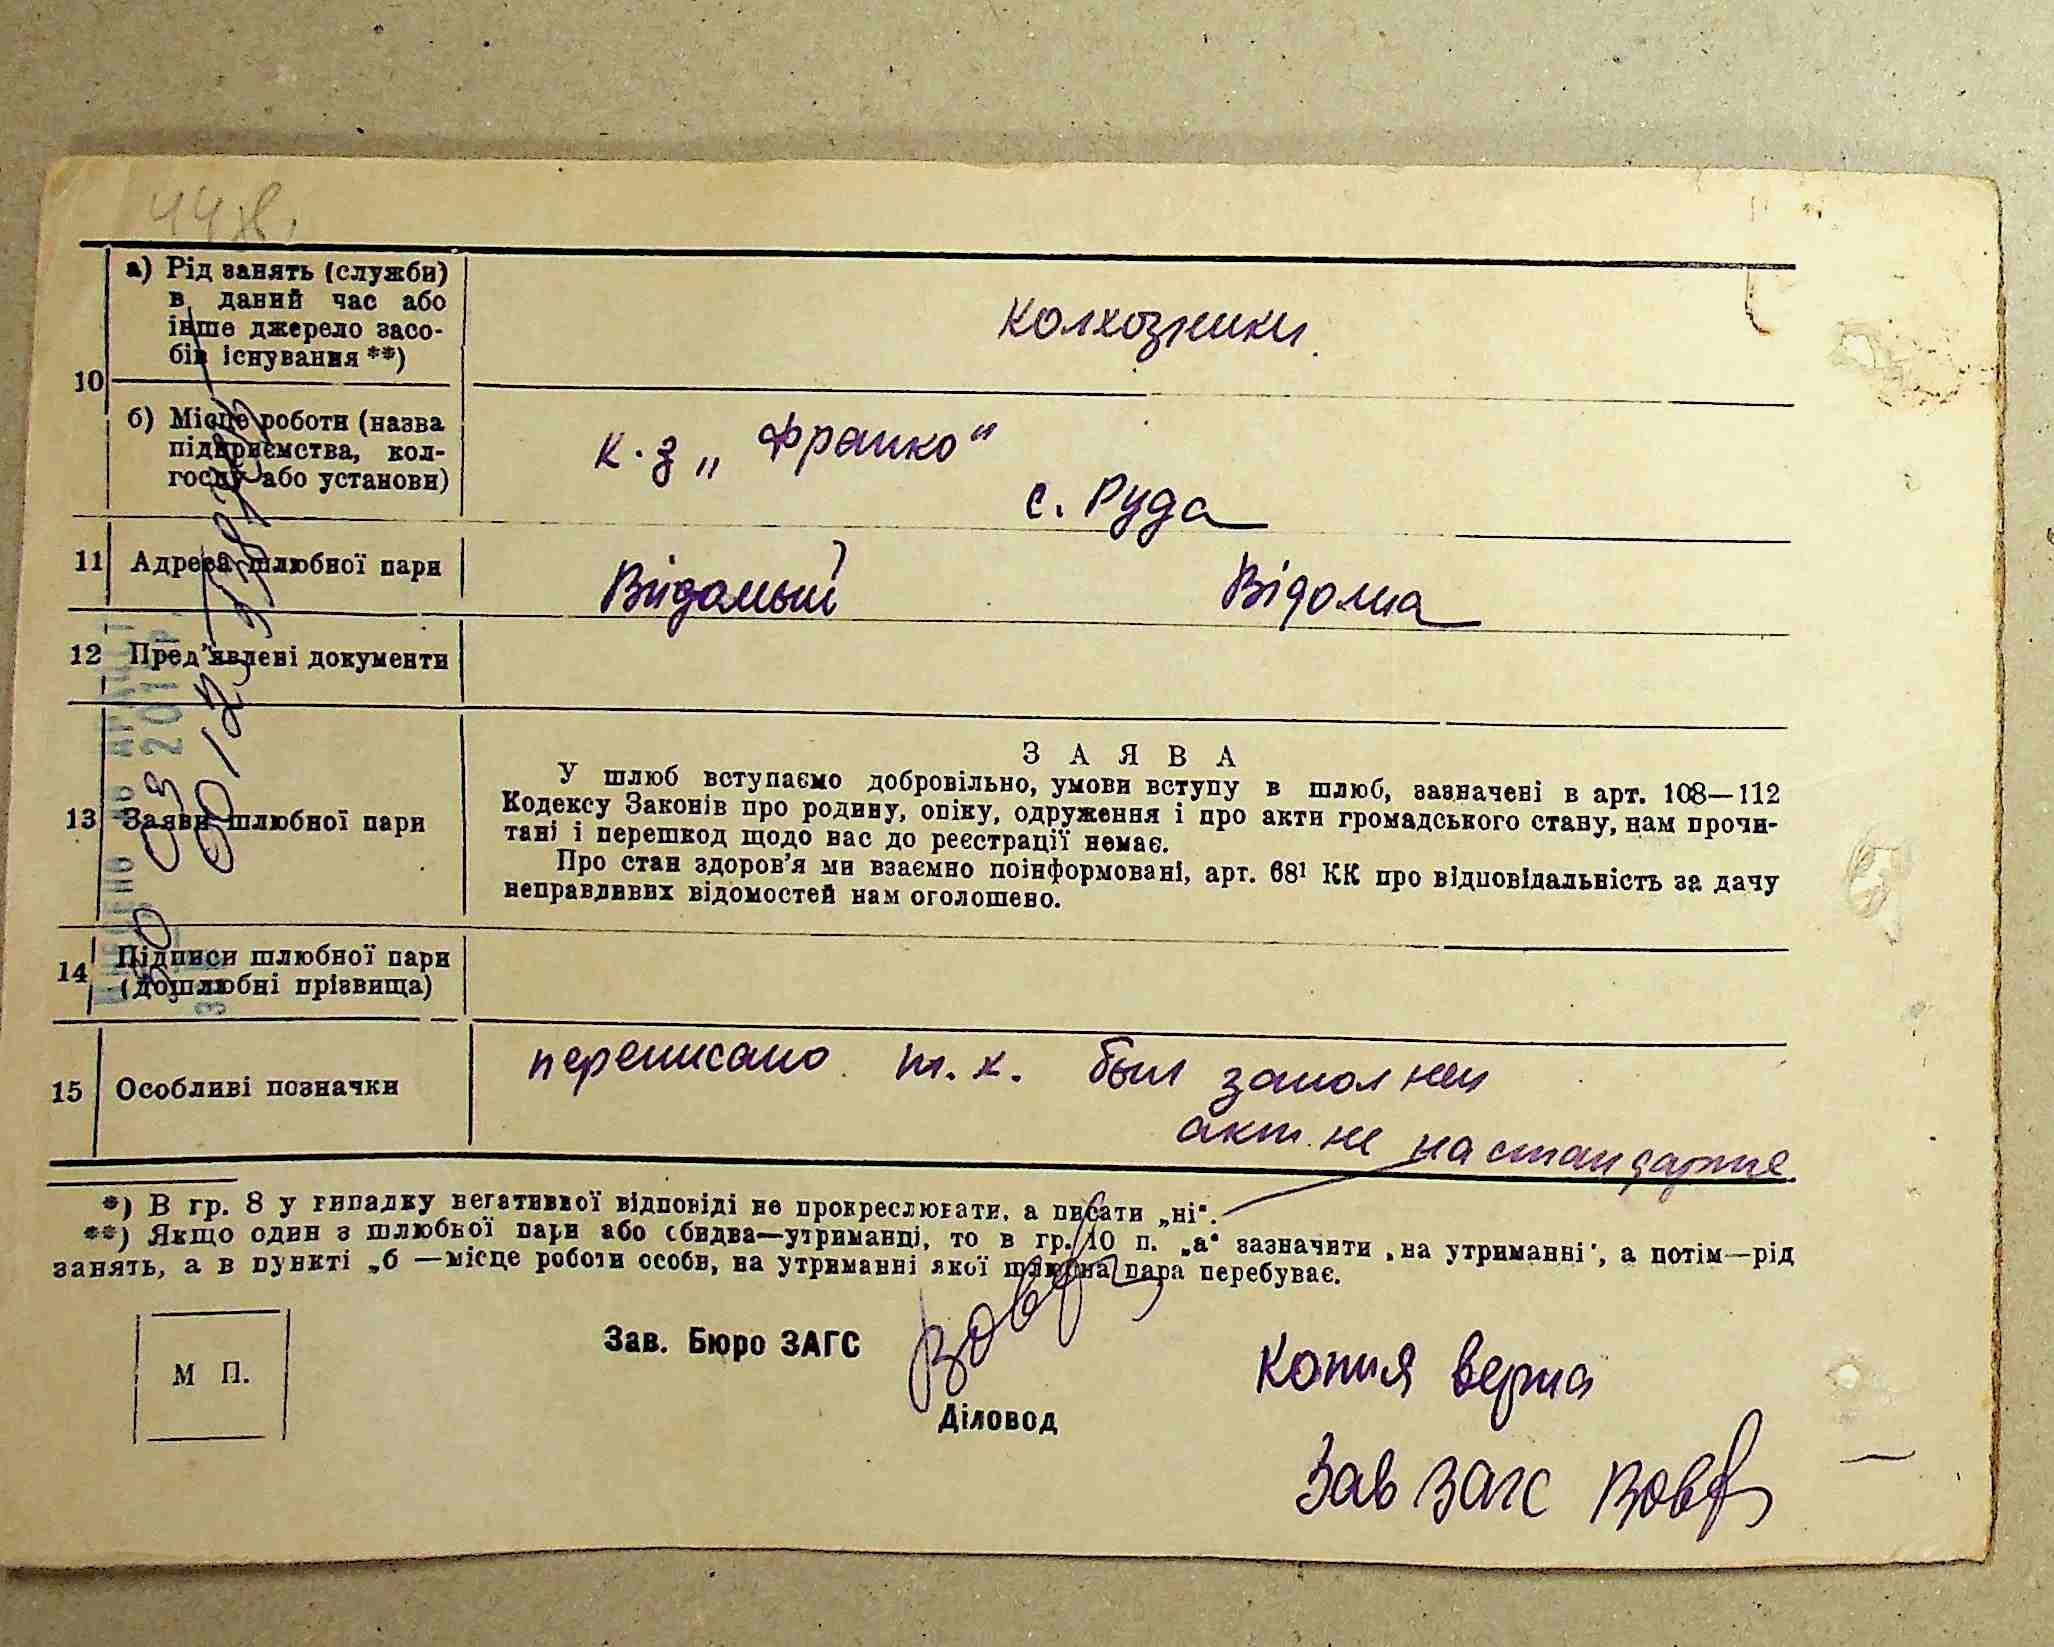 44 ж.
10
а) Рід занять (служби)
в даний час або
інше джерело засо-
бів існування **)
колхозники.
б) Місце роботи (назва
підприємства, кол-
госпу або установи)
к-з „Франко"
с. Руда
11 Адреса шлюбної пари
Відомый Відома
12 Пред'явлені документи
13 Заяви шлюбної пари
ЗАЯВА
У шлюб вступаємо добровільно, умови вступу в шлюб, зазначені в арт. 108—112
Кодексу Законів про родину, опіку, одруження і про акти громадського стану, нам прочи-
тані і перешкод щодо нас до реєстрації немає.
Про стан здоров'я ми взаємно поінформовані, арт. 68¹ КК про відповідальність за дачу
неправдивих відомостей нам оголошено.
14 Підписи шлюбної пари
(дошлюбні прізвища)
15 Особливі позначки
переписано т.к. был заполнен
акт не на стандарте
*) В гр. 8 у випадку негативної відповіді не прокреслювати, а писати „ні".
**) Якщо один з шлюбної пари або обидва—утриманці, то в гр. 10 п. „а" зазначити „на утриманні", а потім—рід
занять, а в пункті „б —місце роботи особи, на утриманні якої шлюбна пара перебуває.
М П.
Зав. Бюро ЗАГС
Діловод
Копия верна
Зав ЗАГС